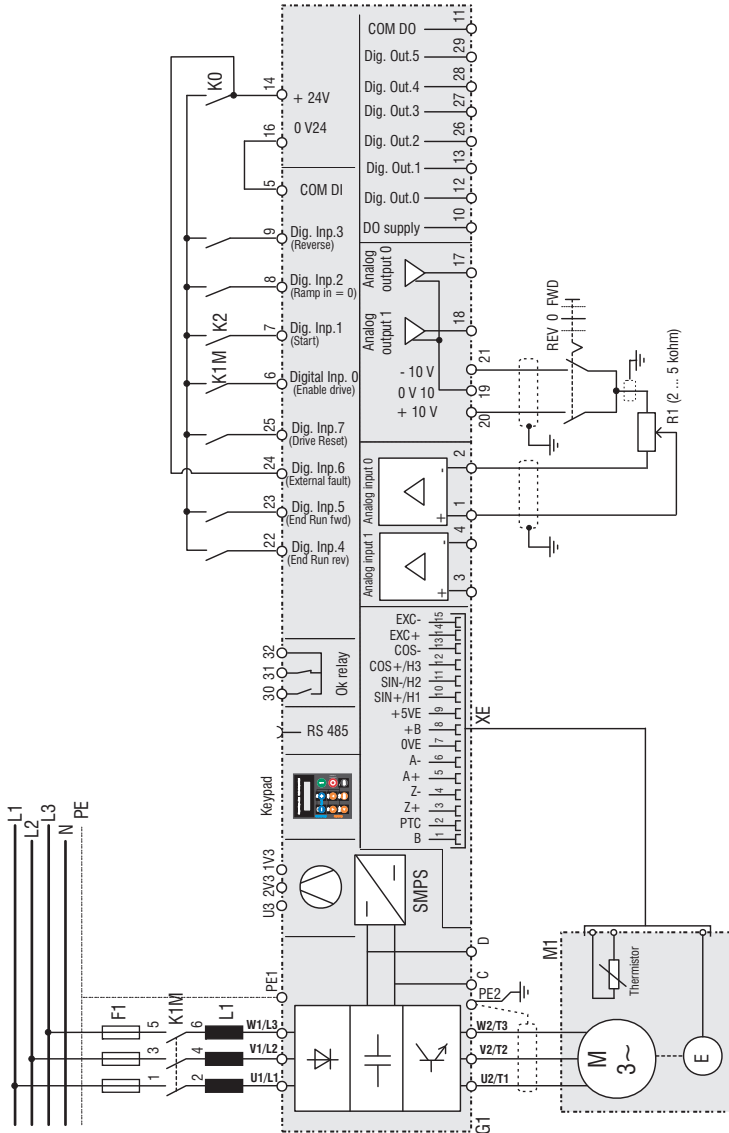 COM DO
11
Dig. Out.5
29
Dig. Out.4
28
Dig. Out.3
27
Dig. Out.2
26
Dig. Out.1
13
Dig. Out.0
12
DO supply
10
K0
14
+ 24V
16
0 V24
5
COM DI
9
Dig. Inp.3
(Reverse)
8
Dig. Inp.2
(Ramp in = 0)
7
K2
Dig. Inp.1
(Start)
6
K1M
Digital Inp. 0
(Enable drive)
25
Dig. Inp.7
(Drive Reset)
24
Dig. Inp.6
(External fault)
23
Dig. Inp.5
(End Run fwd)
22
Dig. Inp.4
(End Run rev)
Analog
output 0
17
Analog
output 1
18
- 10 V
21
0 V 10
19
+ 10 V
20
REV 0 FWD
R1 (2 ... 5 kohm)
Analog input 0
-
+
2
1
Analog input 1
-
+
4
3
30 31 32
Ok relay
RS 485
Keypad
EXC-
15
EXC+
14
COS-
13
COS+/H3
12
SIN-/H2
11
SIN+/H1
10
+5VE
9
+B
8
0VE
7
A-
6
A+
5
Z-
4
Z+
3
PTC
2
B
1
XE
U3 2V3 1V3
SMPS
D
C
L1
L2
L3
N
PE
PE1
PE2
F1
K1M
L1
5
6
3
4
1
2
W1/L3
V1/L2
U1/L1
W2/T3
V2/T2
U2/T1
G1
M1
Thermistor
M
3~
E